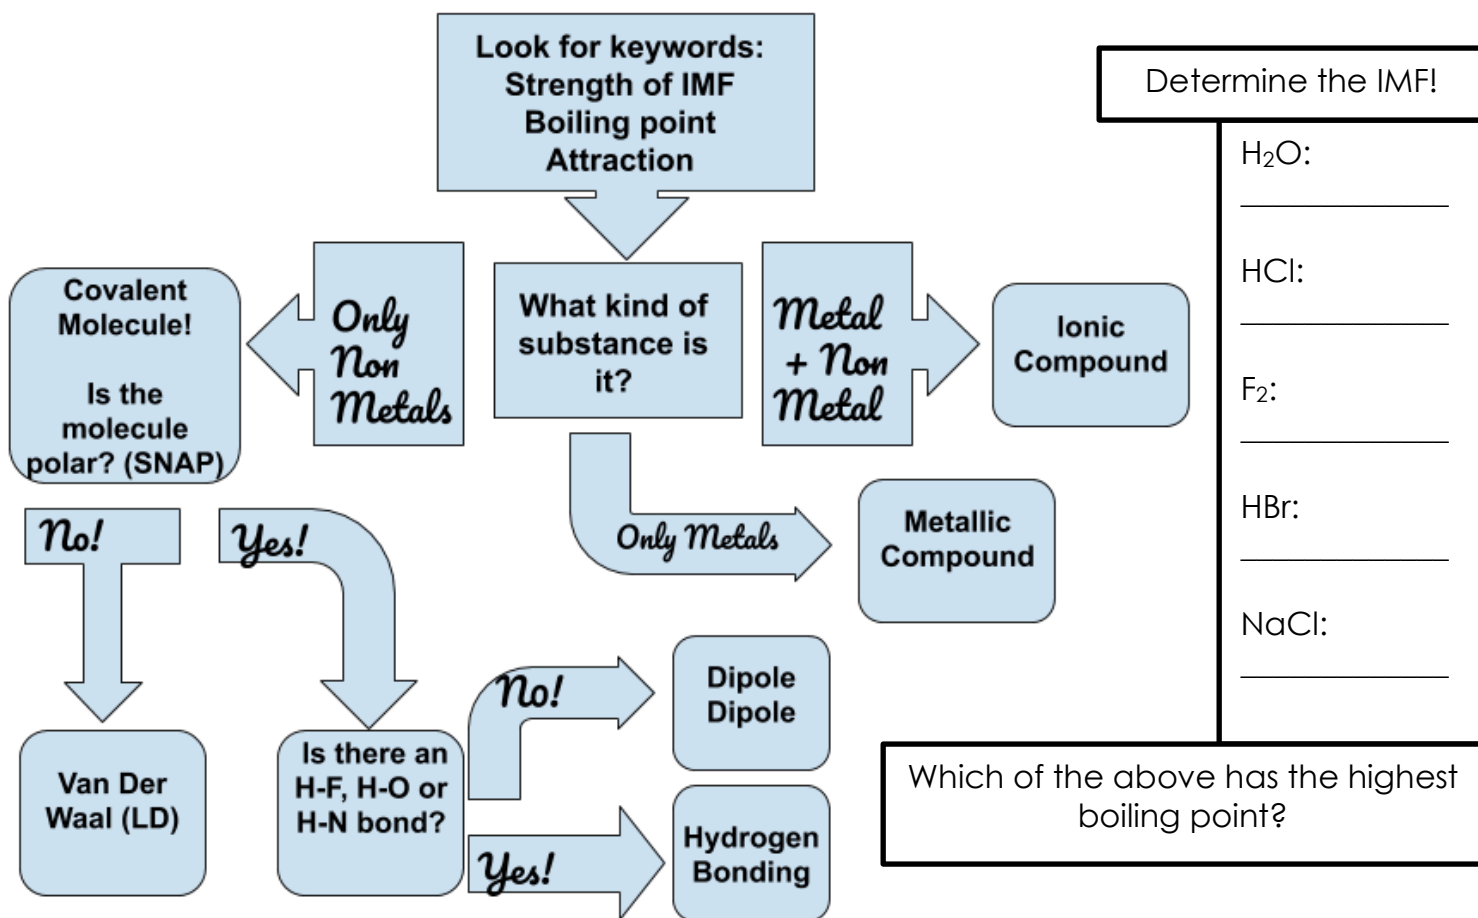 Look for keywords:
Strength of IMF
Boiling point
Attraction
Determine the IMF!
H₂O:
HCl:
F₂:
HBr:
NaCl:
Which of the above has the highest
boiling point?
What kind of
substance is
it?
Only
Non
Metals
Metal
+ Non
Metal
Ionic
Compound
Covalent
Molecule!
Is the
molecule
polar? (SNAP)
Only Metals
Metallic
Compound
No!
Yes!
Van Der
Waal (LD)
Is there an
H-F, H-O or
H-N bond?
No!
Dipole
Dipole
Yes!
Hydrogen
Bonding